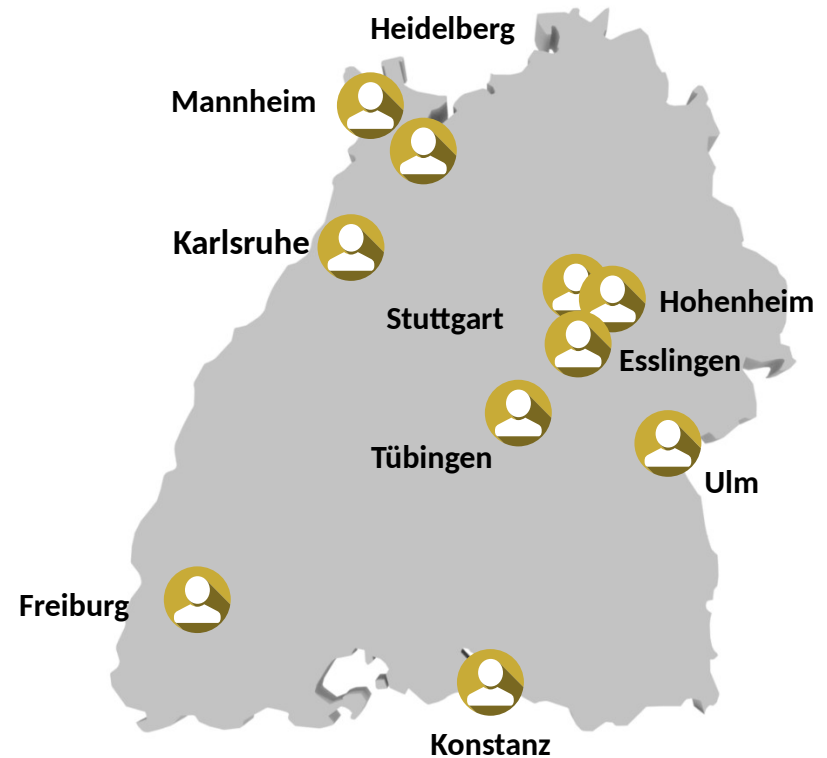 Heidelberg
Mannheim
Karlsruhe
Hohenheim
Stuttgart
Esslingen
Tübingen
Ulm
Freiburg
Konstanz